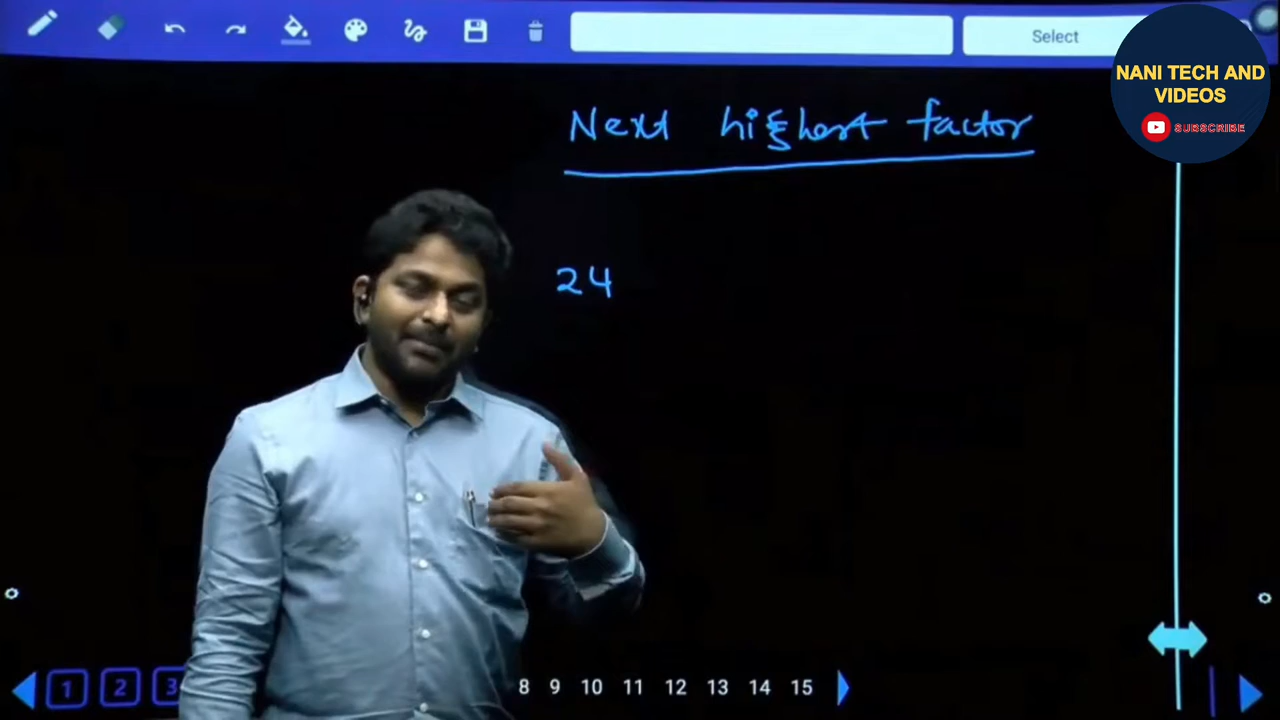 Select
NANI TECH AND
VIDEOS
SUBSCRIBE
Next highest factor
24
1 2 3 8 9 10 11 12 13 14 15